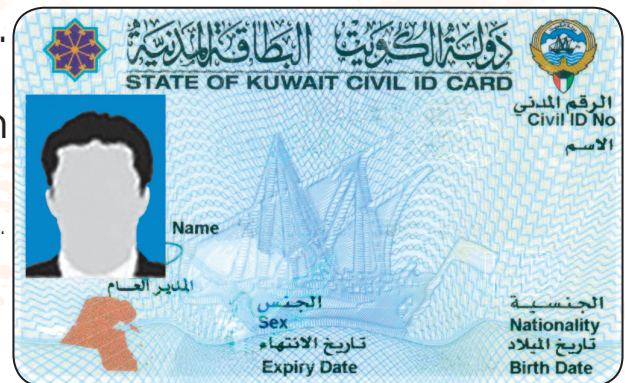 دولة الكويت البطاقة المدنية
STATE OF KUWAIT CIVIL ID CARD
الرقم المدني
Civil ID No
الاسم
n
Name
المدير العام
الجنس
Sex
الجنسية
Nationality
تاريخ الانتهاء
Expiry Date
تاريخ الميلاد
Birth Date